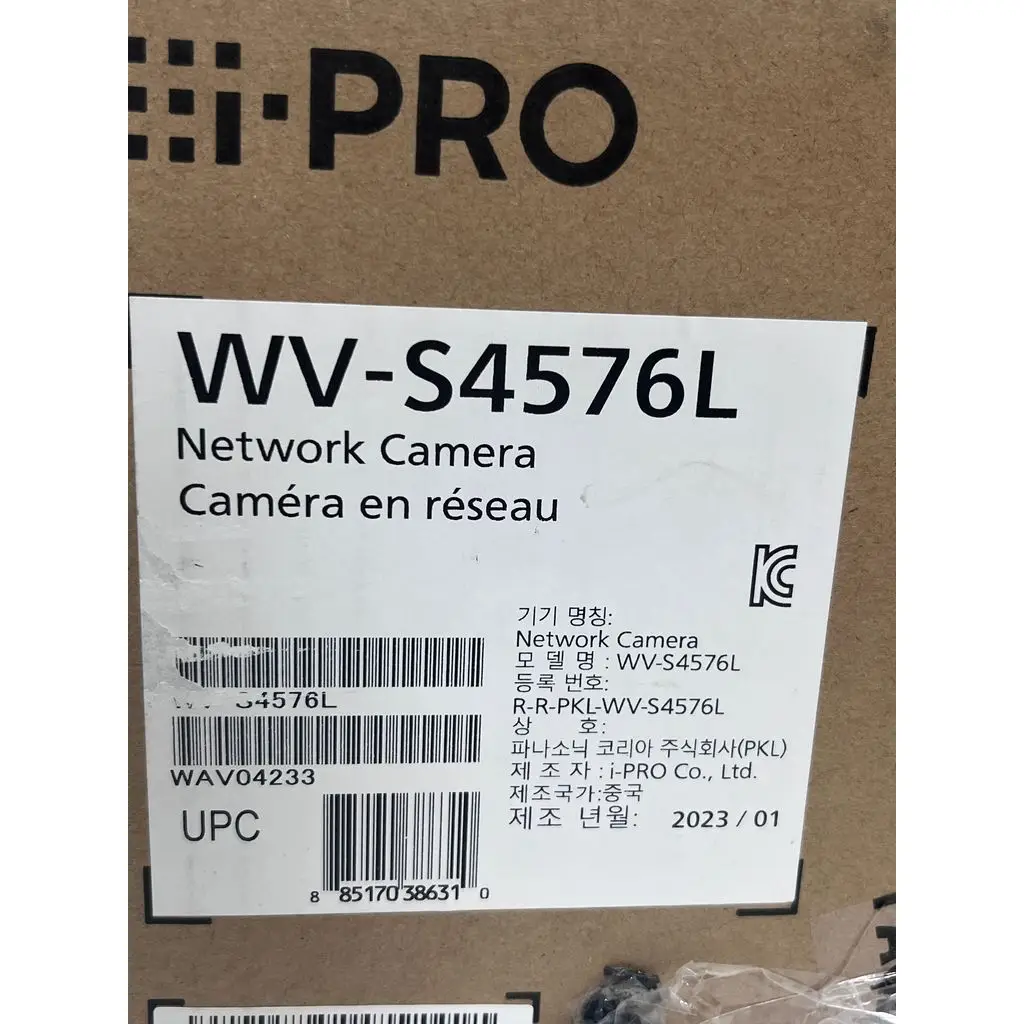 i-PRO
WV-S4576L
Network Camera
Caméra en réseau
KC
기기 명칭:
Network Camera
모 델 명 : WV-S4576L
등록 번호:
R-R-PKL-WV-S4576L
상 호:
파나소닉 코리아 주식회사(PKL)
제 조 자 : i-PRO Co., Ltd.
제조국가:중국
제조 년월: 2023 / 01
WV-S4576L
WAV04233
UPC
8 85170 38631 0